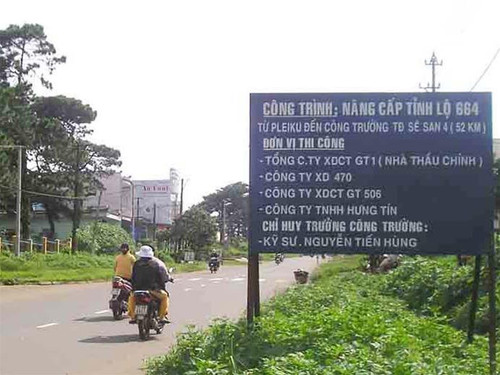 CÔNG TRÌNH: NÂNG CẤP TỈNH LỘ 664
TỪ PLEIKU ĐẾN CÔNG TRƯỜNG TĐ SÊ SAN 4 ( 52 KM )
ĐƠN VỊ THI CÔNG
- TỔNG C.TY XDCT GT1 ( NHÀ THẦU CHÍNH )
- CÔNG TY XD 470
- CÔNG TY XDCT GT 506
- CÔNG TY TNHH HƯNG TÍN
CHỈ HUY TRƯỞNG CÔNG TRƯỜNG :
- KỸ SƯ. NGUYỄN TIẾN HÙNG